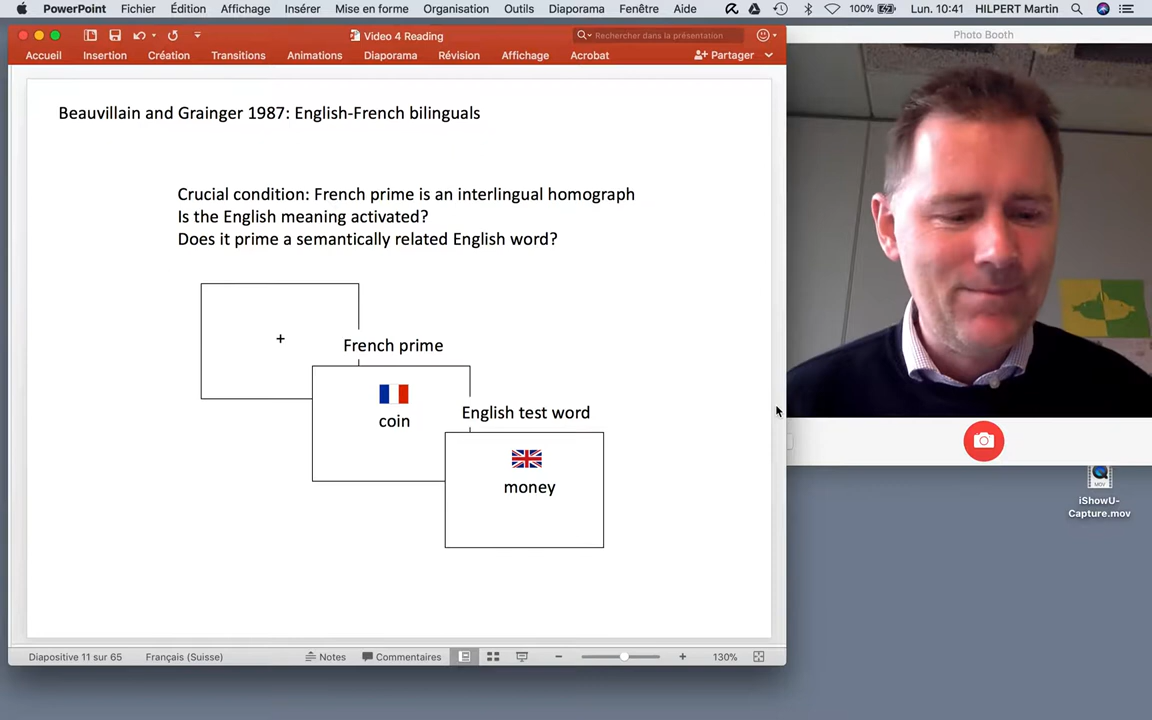 PowerPoint Fichier Édition Affichage Insérer Mise en forme Organisation Outils Diaporama Fenêtre Aide 100% Lun. 10:41 HILPERT Martin
Video 4 Reading
Rechercher dans la présentation
Accueil Insertion Création Transitions Animations Diaporama Révision Affichage Acrobat Partager
Photo Booth
Beauvillain and Grainger 1987: English-French bilinguals
Crucial condition: French prime is an interlingual homograph
Is the English meaning activated?
Does it prime a semantically related English word?
+
French prime
coin
English test word
money
iShowU-
Capture.mov
MOV
Diapositive 11 sur 65 Français (Suisse) Notes Commentaires 130%